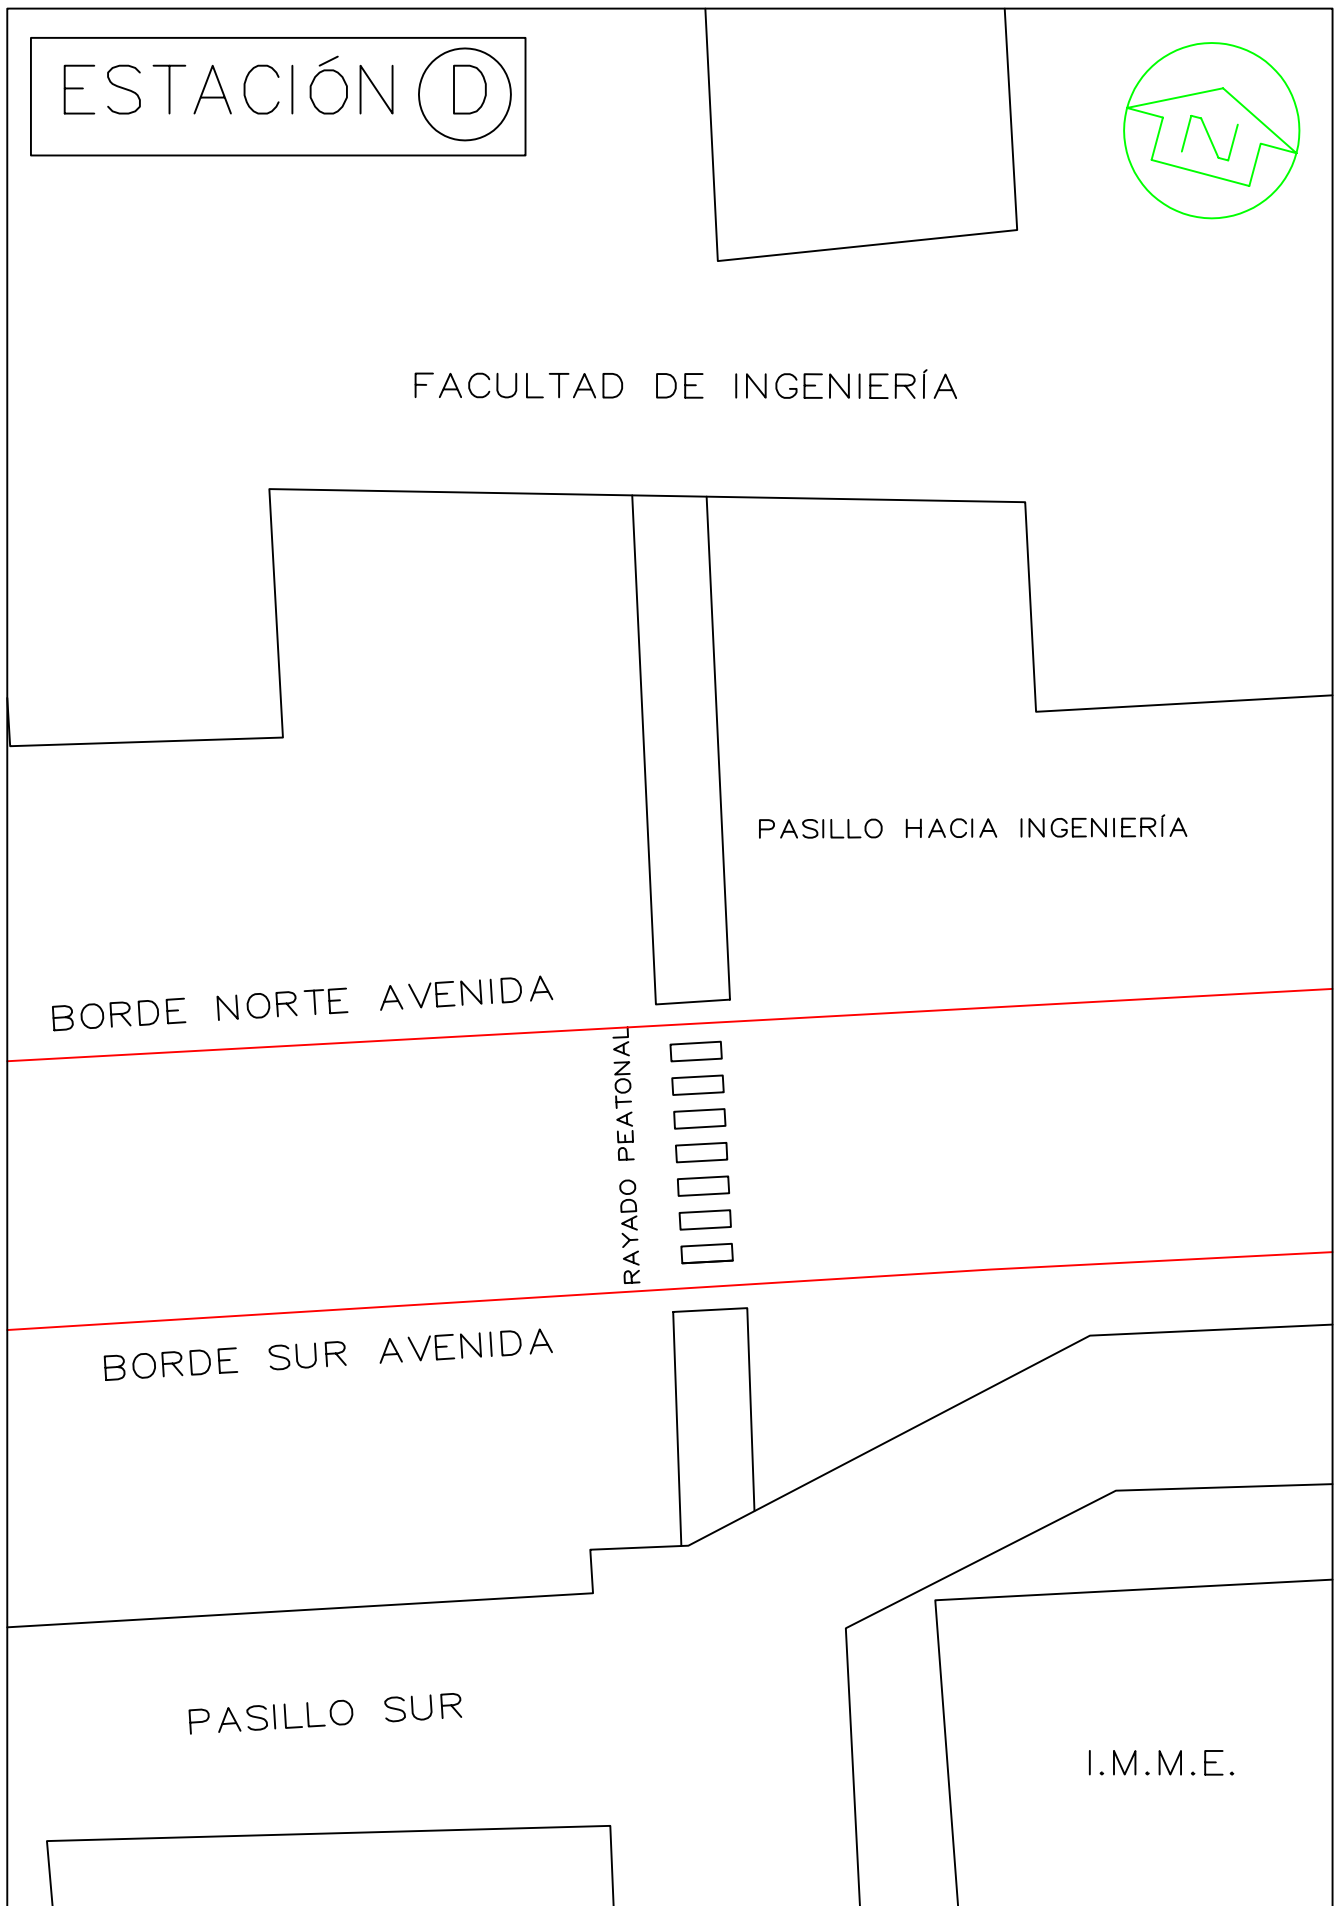 ESTACIÓN D
N
FACULTAD DE INGENIERÍA
PASILLO HACIA INGENIERÍA
BORDE NORTE AVENIDA
RAYADO PEATONAL
BORDE SUR AVENIDA
PASILLO SUR
I.M.M.E.